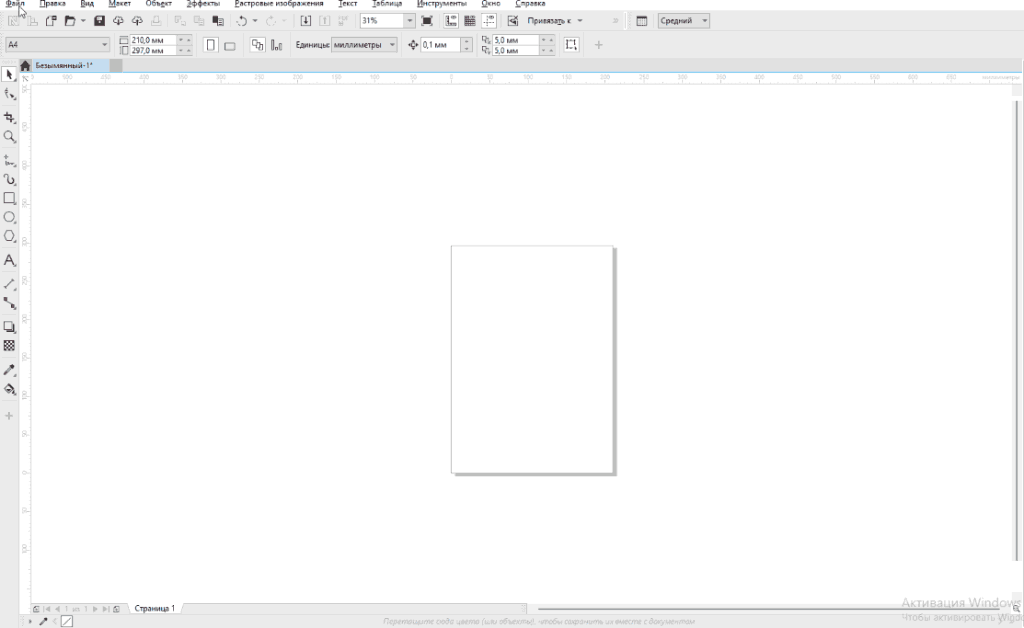 Файл Правка Вид Макет Объект Эффекты Растровые изображения Текст Таблица Инструменты Окно Справка
31% Привязать к Средний
A4 210,0 мм 297,0 мм Единицы: миллиметры 0,1 мм 5,0 мм 5,0 мм
Безымянный-1*
миллиметры
1 из 1 Страница 1
Активация Windows
Чтобы активировать Windows
Перетащите сюда цвета (или объекты), чтобы сохранить их вместе с документом